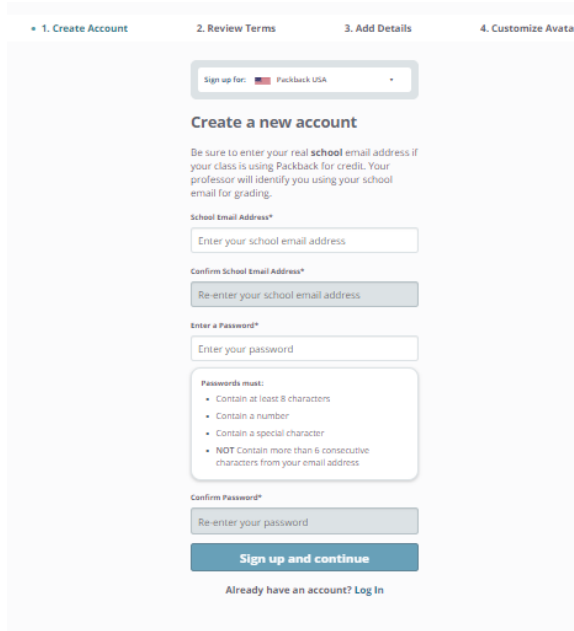 1. Create Account 2. Review Terms 3. Add Details 4. Customize Avata
Sign up for: Packback USA
Create a new account
Be sure to enter your real school email address if
your class is using Packback for credit. Your
professor will identify you using your school
email for grading.
School Email Address*
Enter your school email address
Confirm School Email Address*
Re-enter your school email address
Enter a Password*
Enter your password
Passwords must:
• Contain at least 8 characters
• Contain a number
• Contain a special character
• NOT Contain more than 6 consecutive
characters from your email address
Confirm Password*
Re-enter your password
Sign up and continue
Already have an account? Log In